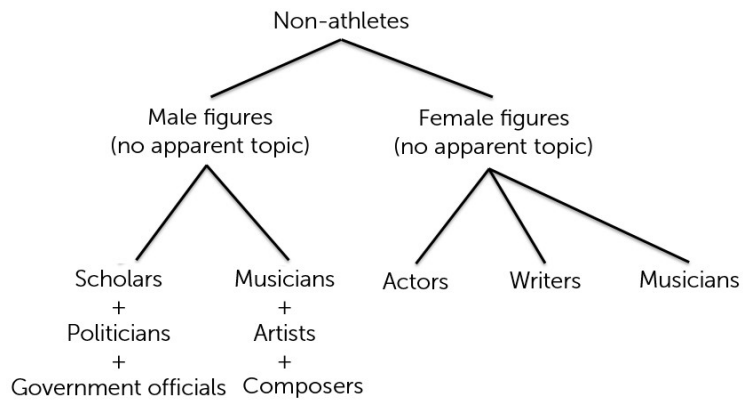 Non-athletes
Male figures
(no apparent topic)
Female figures
(no apparent topic)
Scholars
+
Politicians
+
Government officials
Musicians
+
Artists
+
Composers
Actors
Writers
Musicians